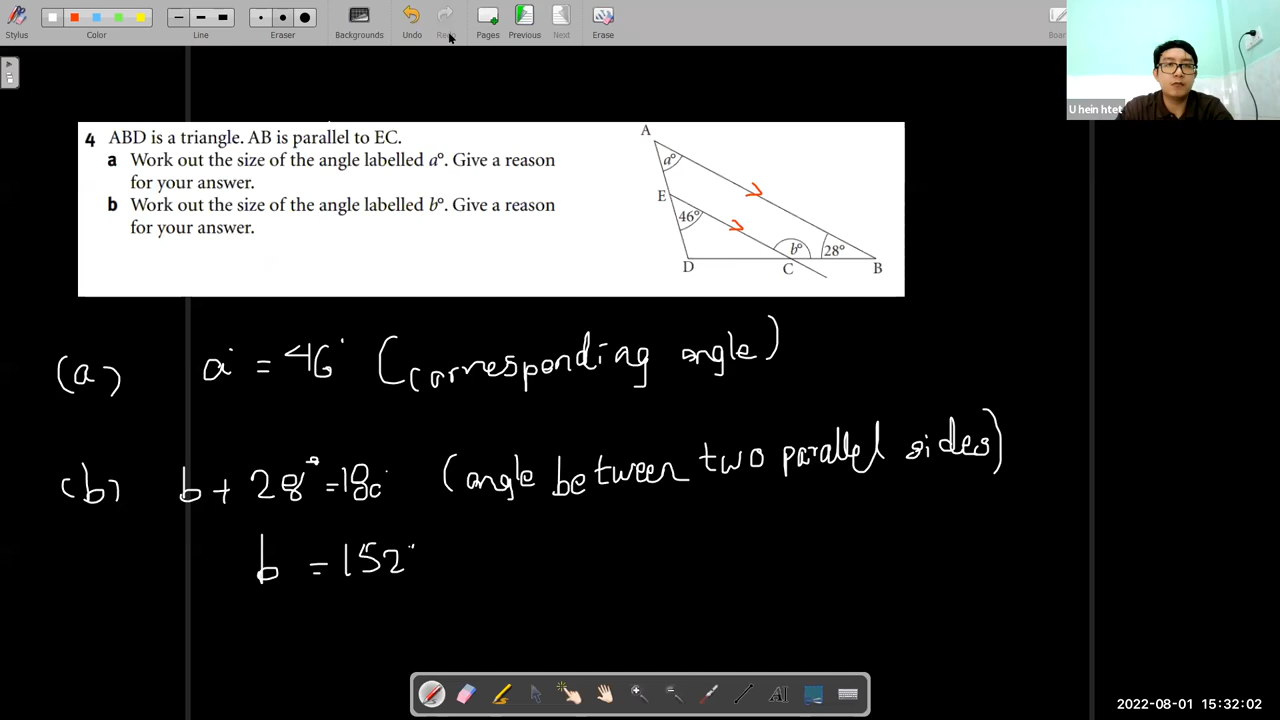 Stylus
Color
Line
Eraser
Backgrounds
Undo
Redo
Pages
Previous
Next
Erase
Boar
U hein htet
4 ABD is a triangle. AB is parallel to EC.
a Work out the size of the angle labelled a°. Give a reason
for your answer.
b Work out the size of the angle labelled b°. Give a reason
for your answer.
A
a°
E
46°
b°
28°
D
C
B
(a) a° = 46° (corresponding angle)
(b) b + 28° = 180° (angle between two parallel sides)
b = 152°
AI
2022-08-01 15:32:02